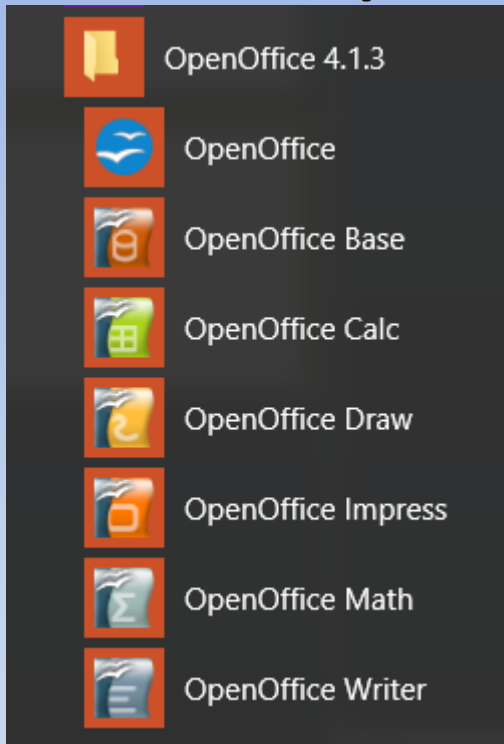 OpenOffice 4.1.3
OpenOffice
OpenOffice Base
OpenOffice Calc
OpenOffice Draw
OpenOffice Impress
OpenOffice Math
OpenOffice Writer